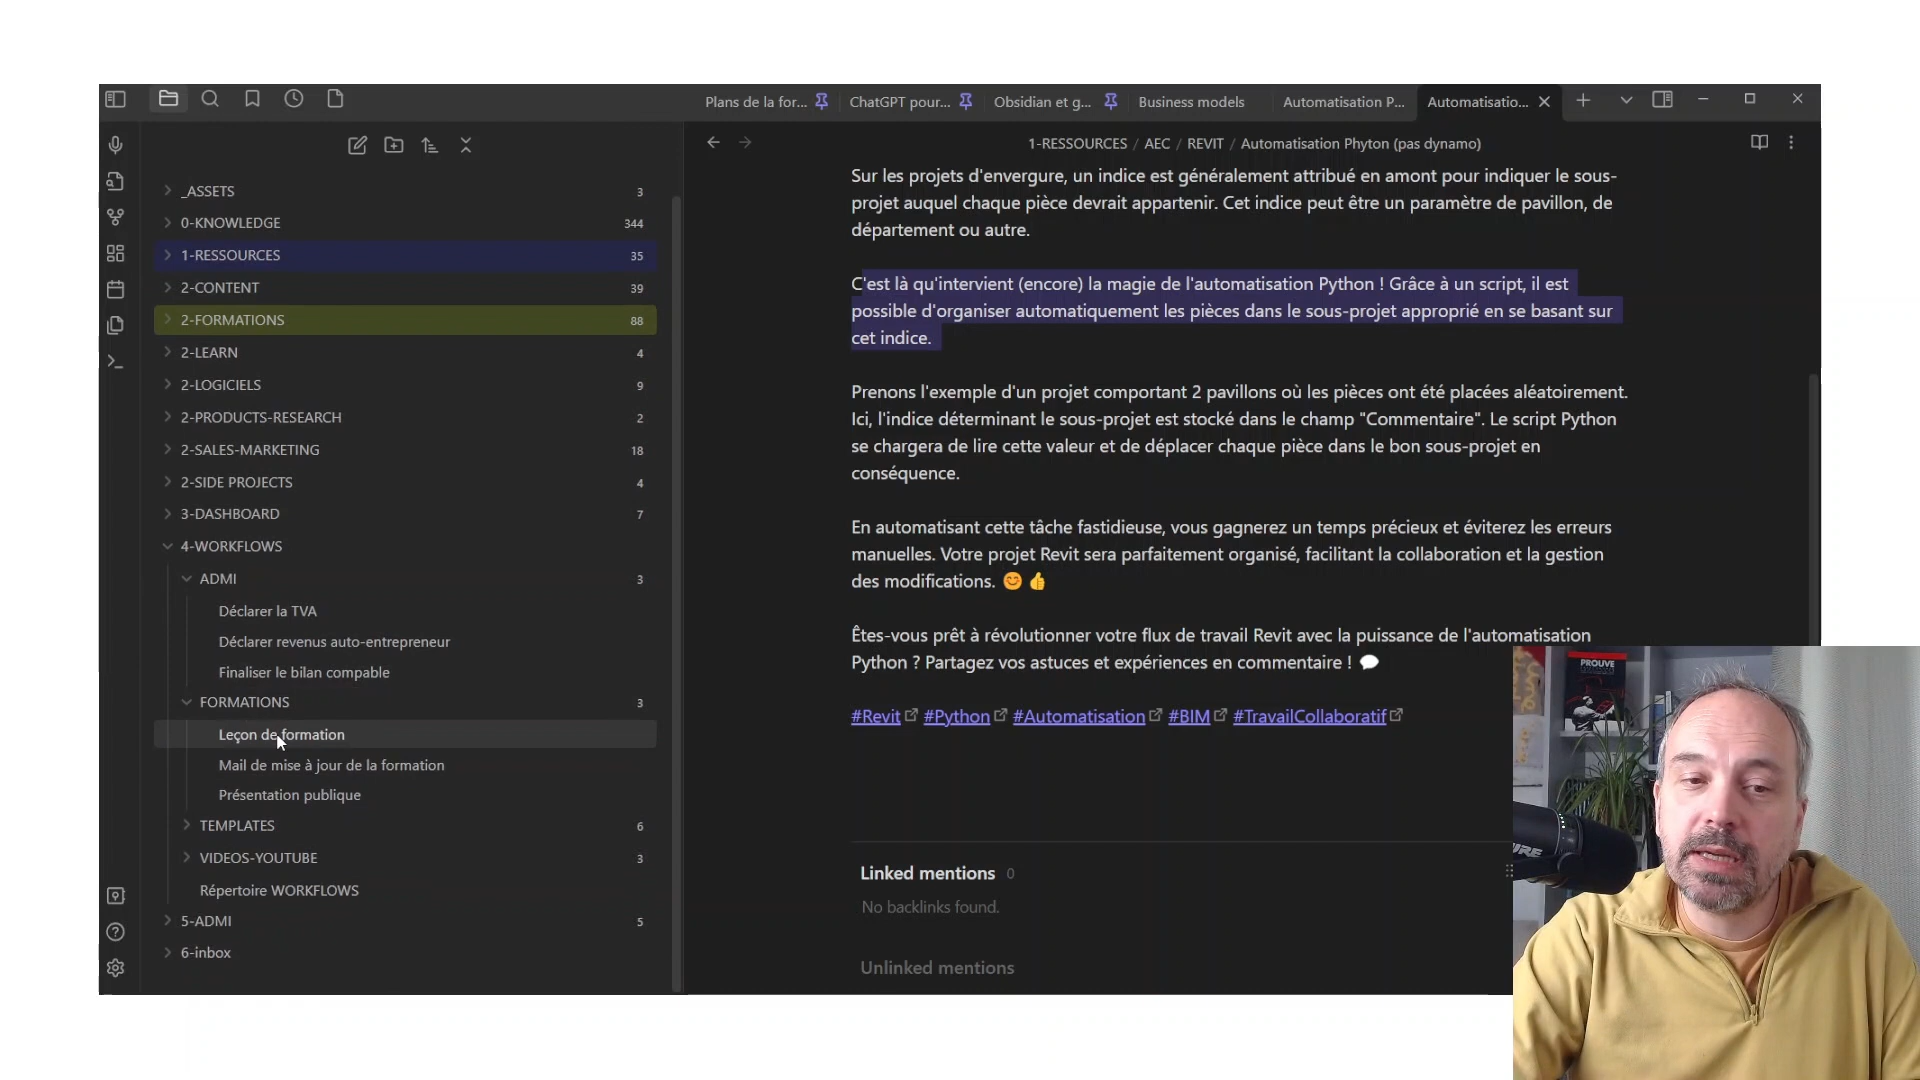 Plans de la for...
ChatGPT pour...
Obsidian et g...
Business models
Automatisation P...
Automatisatio...
1-RESSOURCES / AEC / REVIT / Automatisation Phyton (pas dynamo)
_ASSETS 3
0-KNOWLEDGE 344
1-RESSOURCES 35
2-CONTENT 39
2-FORMATIONS 88
2-LEARN 4
2-LOGICIELS 9
2-PRODUCTS-RESEARCH 2
2-SALES-MARKETING 18
2-SIDE PROJECTS 4
3-DASHBOARD 7
4-WORKFLOWS
ADMI 3
Déclarer la TVA
Déclarer revenus auto-entrepreneur
Finaliser le bilan compable
FORMATIONS 3
Leçon de formation
Mail de mise à jour de la formation
Présentation publique
TEMPLATES 6
VIDEOS-YOUTUBE 3
Répertoire WORKFLOWS
5-ADMI 5
6-inbox
Sur les projets d'envergure, un indice est généralement attribué en amont pour indiquer le sous-
projet auquel chaque pièce devrait appartenir. Cet indice peut être un paramètre de pavillon, de
département ou autre.
C'est là qu'intervient (encore) la magie de l'automatisation Python ! Grâce à un script, il est
possible d'organiser automatiquement les pièces dans le sous-projet approprié en se basant sur
cet indice.
Prenons l'exemple d'un projet comportant 2 pavillons où les pièces ont été placées aléatoirement.
Ici, l'indice déterminant le sous-projet est stocké dans le champ "Commentaire". Le script Python
se chargera de lire cette valeur et de déplacer chaque pièce dans le bon sous-projet en
conséquence.
En automatisant cette tâche fastidieuse, vous gagnerez un temps précieux et éviterez les erreurs
manuelles. Votre projet Revit sera parfaitement organisé, facilitant la collaboration et la gestion
des modifications. 😊 👍
Êtes-vous prêt à révolutionner votre flux de travail Revit avec la puissance de l'automatisation
Python ? Partagez vos astuces et expériences en commentaire ! 💬
#Revit #Python #Automatisation #BIM #TravailCollaboratif
Linked mentions 0
No backlinks found.
Unlinked mentions
PROUVE